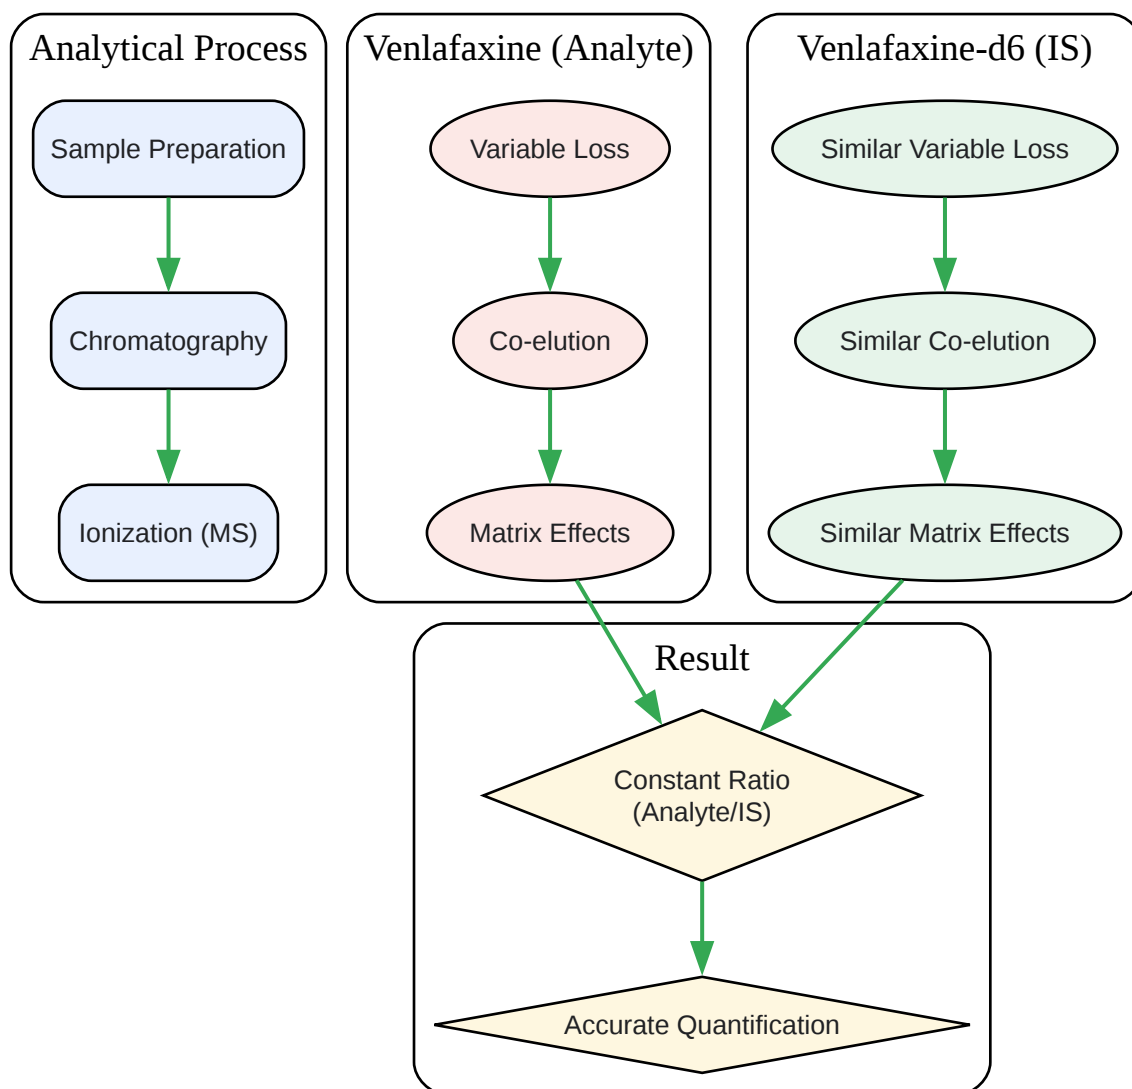 Analytical Process
Sample Preparation
Chromatography
Ionization (MS)
Venlafaxine (Analyte)
Variable Loss
Co-elution
Matrix Effects
Venlafaxine-d6 (IS)
Similar Variable Loss
Similar Co-elution
Similar Matrix Effects
Result
Constant Ratio
(Analyte/IS)
Accurate Quantification